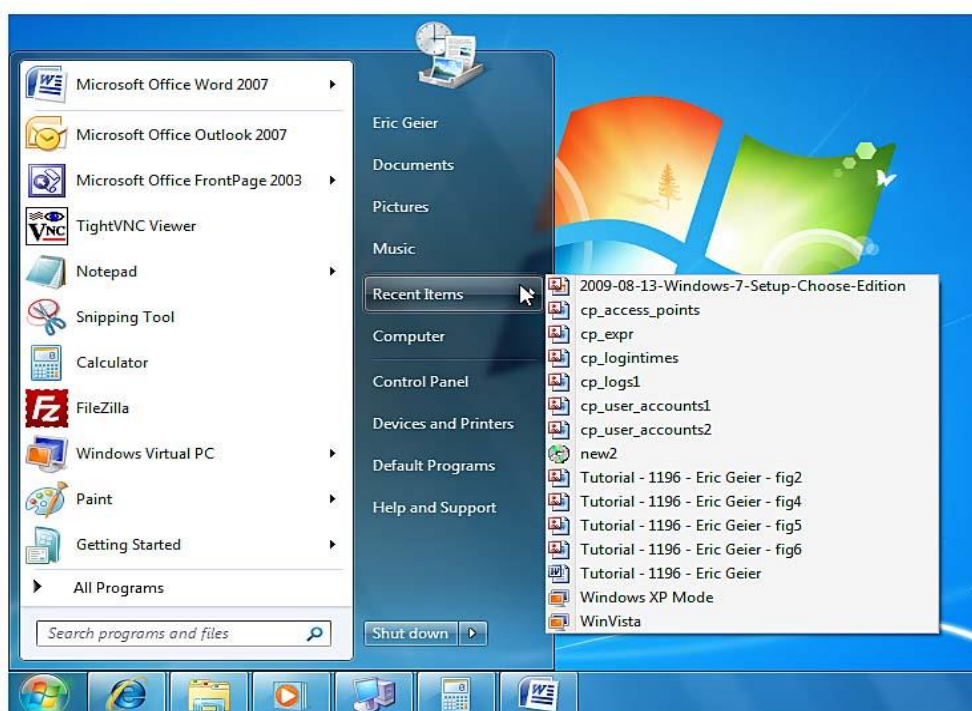 Microsoft Office Word 2007
Microsoft Office Outlook 2007
Microsoft Office FrontPage 2003
VNC
TightVNC Viewer
Notepad
Snipping Tool
Calculator
Fz
FileZilla
Windows Virtual PC
Paint
Getting Started
All Programs
Search programs and files
Eric Geier
Documents
Pictures
Music
Recent Items
Computer
Control Panel
Devices and Printers
Default Programs
Help and Support
Shut down
2009-08-13-Windows-7-Setup-Choose-Edition
cp_access_points
cp_expr
cp_logintimes
cp_logs1
cp_user_accounts1
cp_user_accounts2
new2
Tutorial - 1196 - Eric Geier - fig2
Tutorial - 1196 - Eric Geier - fig4
Tutorial - 1196 - Eric Geier - fig5
Tutorial - 1196 - Eric Geier - fig6
Tutorial - 1196 - Eric Geier
Windows XP Mode
WinVista